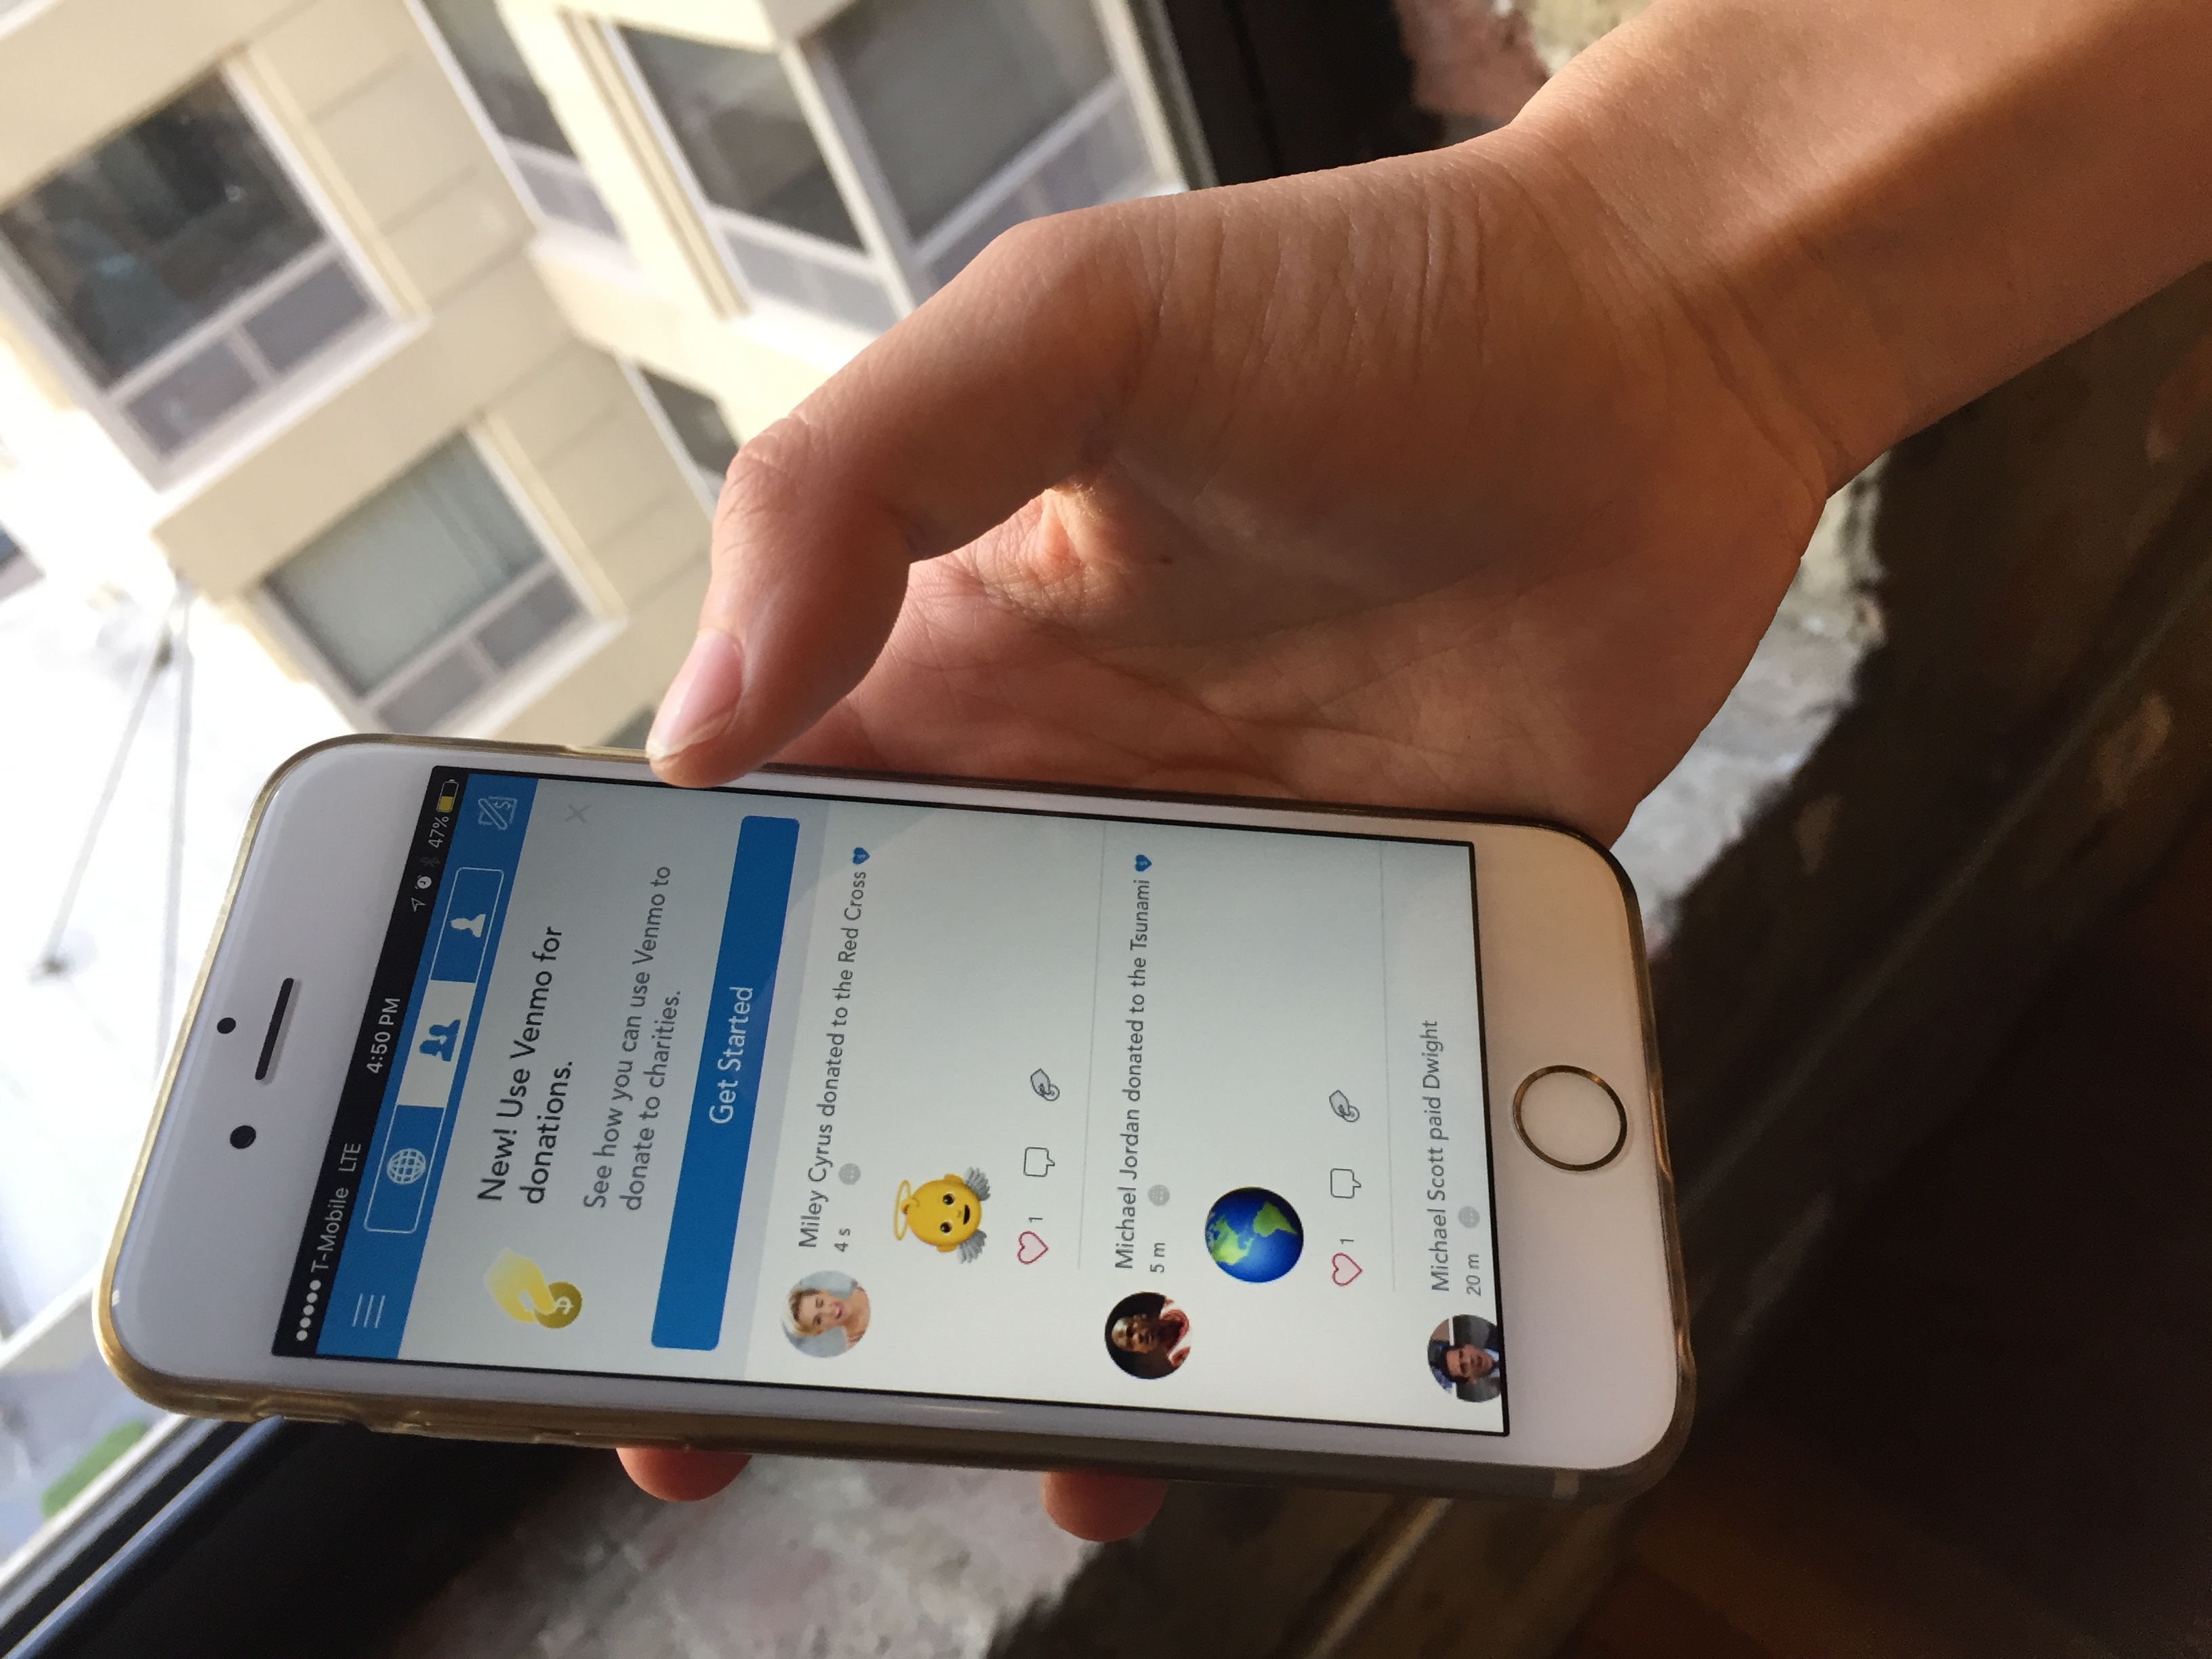 T-Mobile LTE 4:50 PM 47%
New! Use Venmo for
donations.
See how you can use Venmo to
donate to charities.
Get Started
Miley Cyrus donated to the Red Cross
4 s
1
Michael Jordan donated to the Tsunami
5 m
1
Michael Scott paid Dwight
20 m